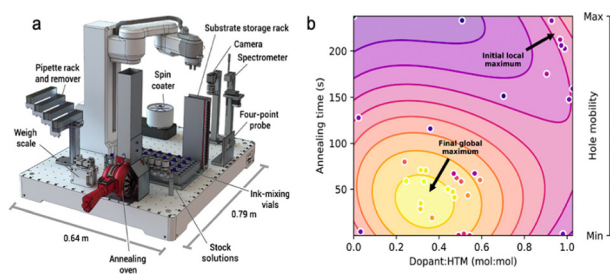 a
Substrate storage rack
Camera
Spectrometer
Pipette rack
and remover
Spin
coater
Four-point
probe
Weigh
scale
Ink-mixing
vials
0.79 m
0.64 m
Stock
solutions
Annealing
oven
b
Annealing time (s)
200
150
100
50
0.0
0.2
0.4
0.6
0.8
1.0
Dopant:HTM (mol:mol)
Initial local
maximum
Final global
maximum
Max
Hole mobility
Min